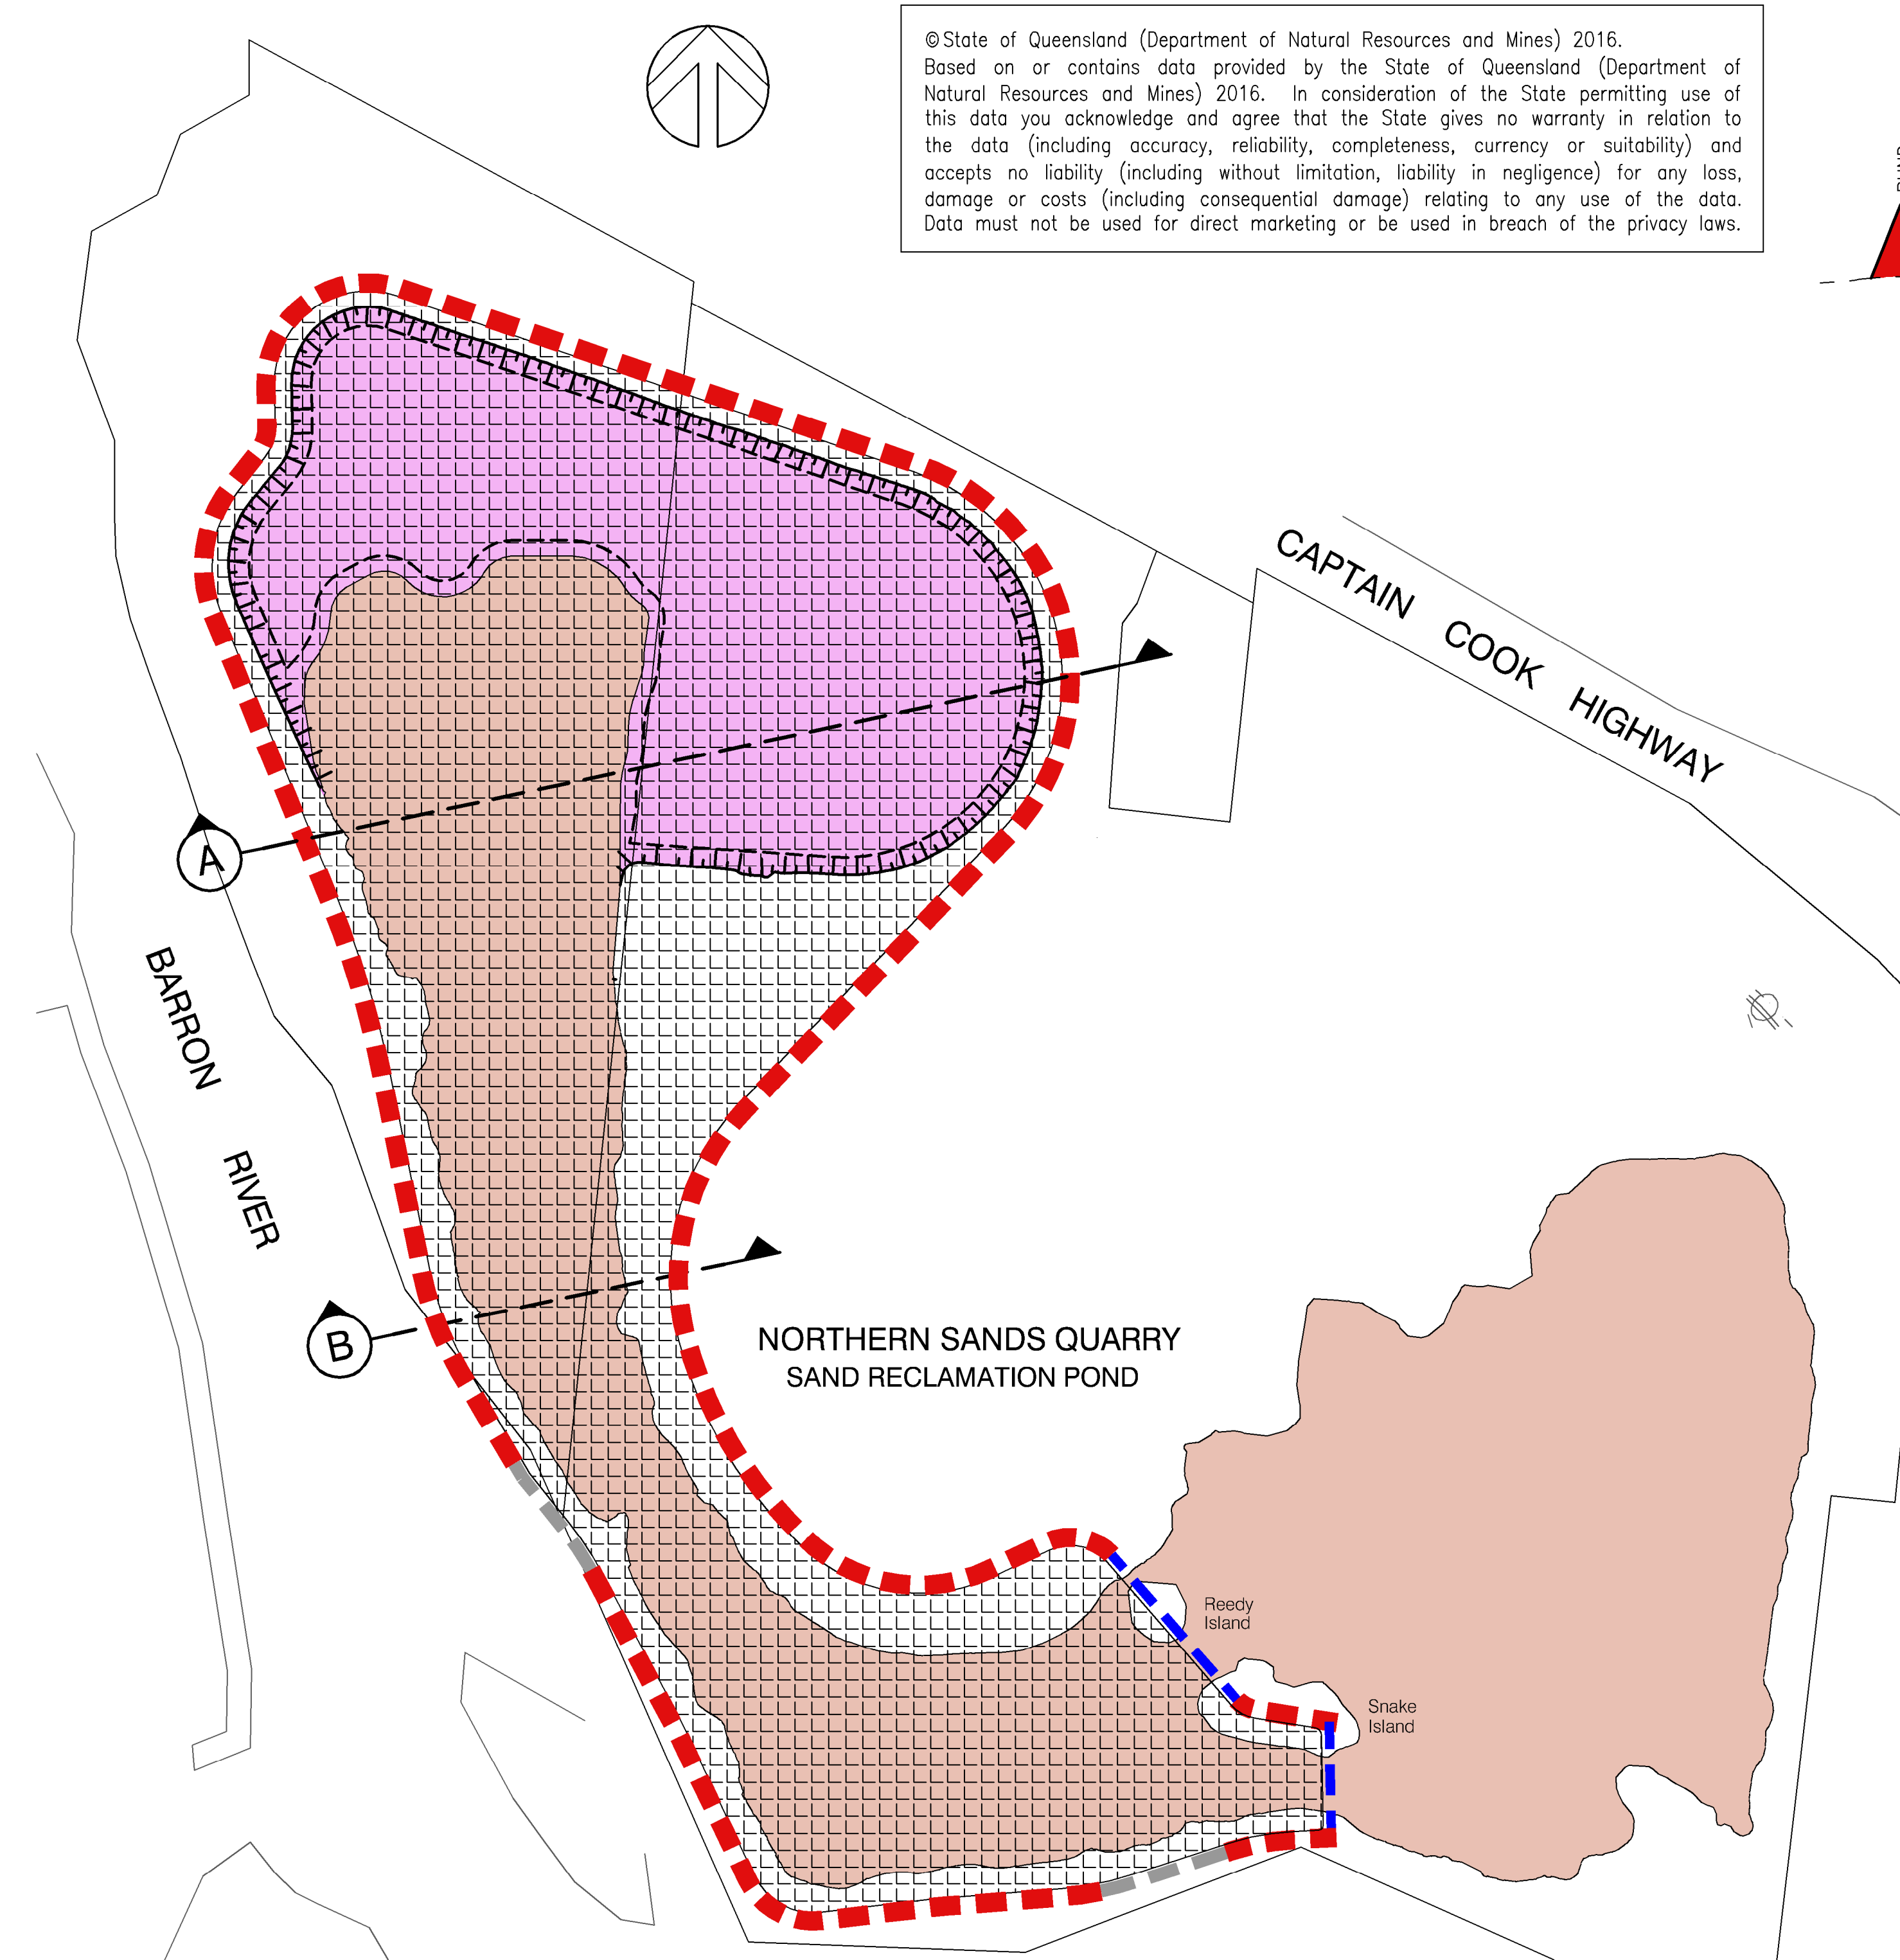 ©State of Queensland (Department of Natural Resources and Mines) 2016.
Based on or contains data provided by the State of Queensland (Department of
Natural Resources and Mines) 2016. In consideration of the State permitting use of
this data you acknowledge and agree that the State gives no warranty in relation to
the data (including accuracy, reliability, completeness, currency or suitability) and
accepts no liability (including without limitation, liability in negligence) for any loss,
damage or costs (including consequential damage) relating to any use of the data.
Data must not be used for direct marketing or be used in breach of the privacy laws.
CAPTAIN COOK HIGHWAY
A
BARRON RIVER
B
NORTHERN SANDS QUARRY
SAND RECLAMATION POND
Reedy
Island
Snake
Island